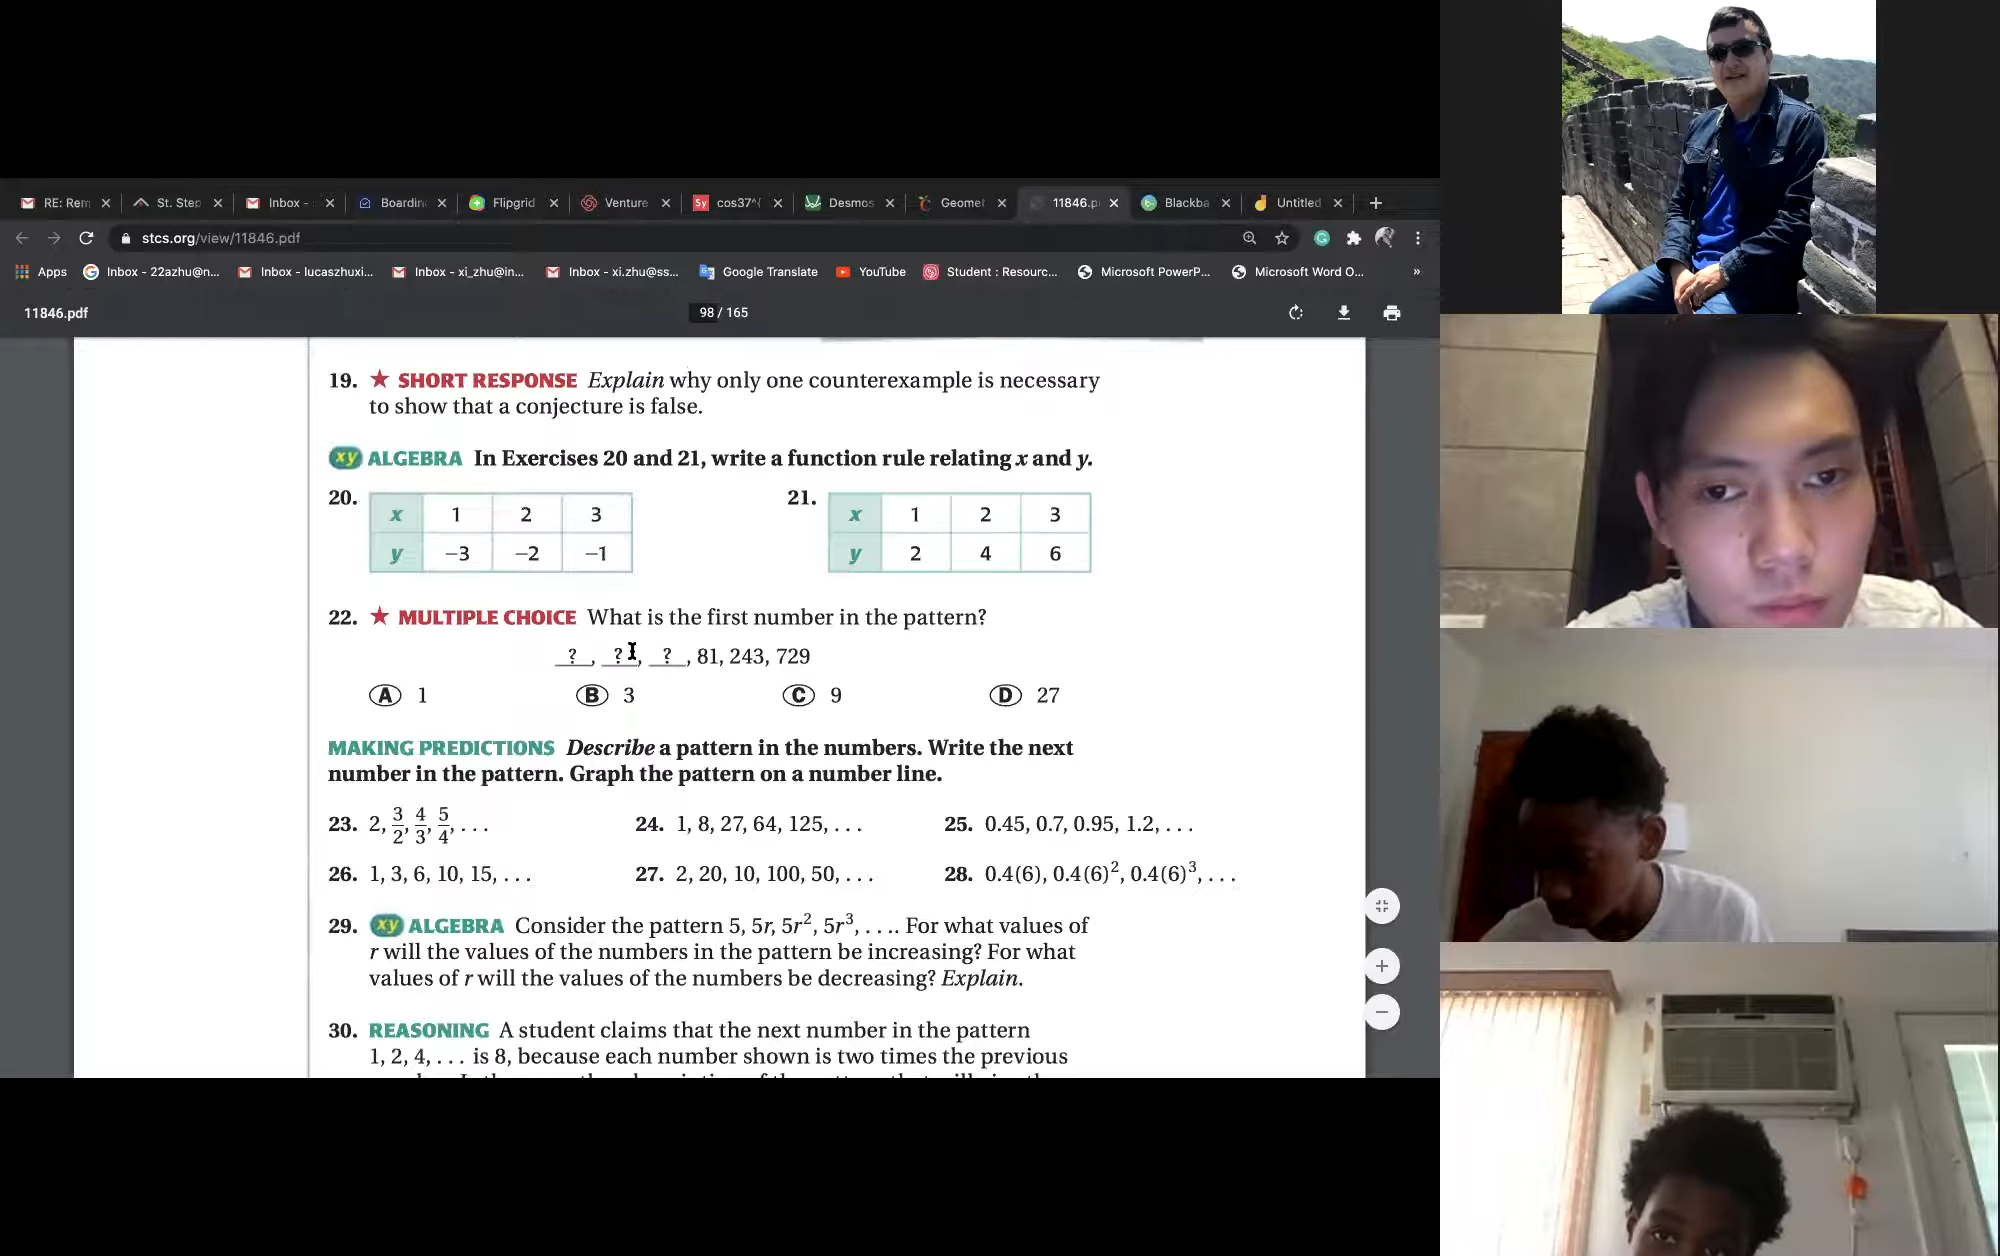 RE: Rem
St. Step
Inbox -
Boardin
Flipgrid
Venture
cos37^(
Desmos
Geomet
11846.p
Blackba
Untitled
stcs.org/view/11846.pdf
Apps
Inbox - 22azhu@n...
Inbox - lucaszhuxi...
Inbox - xi_zhu@in...
Inbox - xi.zhu@ss...
Google Translate
YouTube
Student : Resourc...
Microsoft PowerP...
Microsoft Word O...
»
11846.pdf
98 / 165
19. ★ SHORT RESPONSE Explain why only one counterexample is necessary
to show that a conjecture is false.
xy ALGEBRA In Exercises 20 and 21, write a function rule relating x and y.
20.
x 1 2 3
y −3 −2 −1
21.
x 1 2 3
y 2 4 6
22. ★ MULTIPLE CHOICE What is the first number in the pattern?
?, ?, ?, 81, 243, 729
A 1 B 3 C 9 D 27
MAKING PREDICTIONS Describe a pattern in the numbers. Write the next
number in the pattern. Graph the pattern on a number line.
23. 2, 3/2, 4/3, 5/4, . . . 24. 1, 8, 27, 64, 125, . . . 25. 0.45, 0.7, 0.95, 1.2, . . .
26. 1, 3, 6, 10, 15, . . . 27. 2, 20, 10, 100, 50, . . . 28. 0.4(6), 0.4(6)², 0.4(6)³, . . .
29. xy ALGEBRA Consider the pattern 5, 5r, 5r², 5r³, . . . . For what values of
r will the values of the numbers in the pattern be increasing? For what
values of r will the values of the numbers be decreasing? Explain.
30. REASONING A student claims that the next number in the pattern
1, 2, 4, . . . is 8, because each number shown is two times the previous